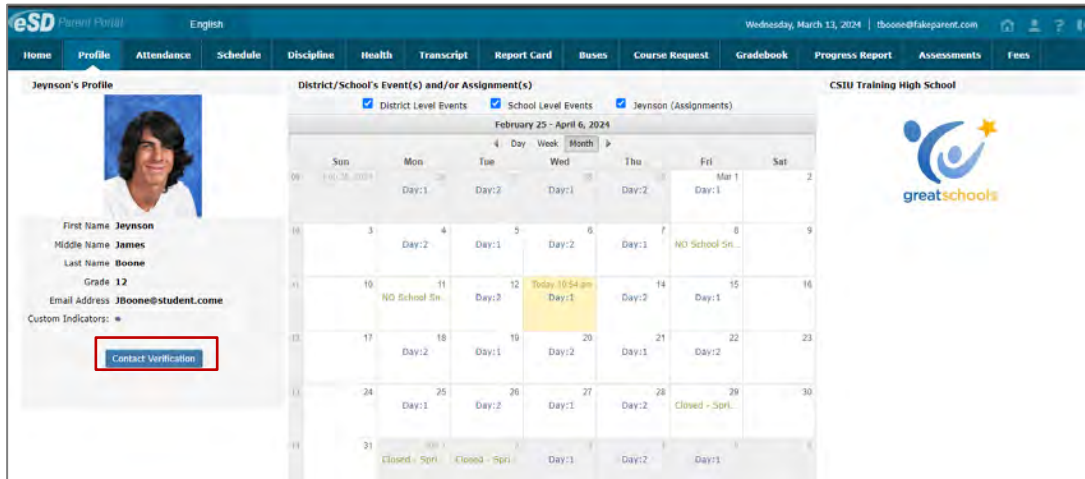 eSD Parent Portal English Wednesday, March 13, 2024 | tboone@fakeparent.com ?
Home Profile Attendance Schedule Discipline Health Transcript Report Card Buses Course Request Gradebook Progress Report Assessments Fees
Jeynson's Profile
First Name Jeynson
Middle Name James
Last Name Boone
Grade 12
Email Address JBoone@student.come
Custom Indicators:
Contact Verification
District/School's Event(s) and/or Assignment(s)
District Level Events School Level Events Jeynson (Assignments)
February 25 - April 6, 2024
Day Week Month
Sun Mon Tue Wed Thu Fri Sat
09 Mar 1 2
Day:1 Day:2 Day:1 Day:2 Day:1
10 3 4 5 6 7 8 9
Day:2 Day:1 Day:2 Day:1 NO School Sn...
11 10 11 12 Today 10:54 am 14 15 16
NO School Sn... Day:2 Day:1 Day:2 Day:1
12 17 18 19 20 21 22 23
Day:2 Day:1 Day:2 Day:1 Day:2
13 24 25 26 27 28 29 30
Day:1 Day:2 Day:1 Day:2 Closed - Spri...
31
Closed - Spri... Closed - Spri... Day:1 Day:2 Day:1
CSIU Training High School
greatschools